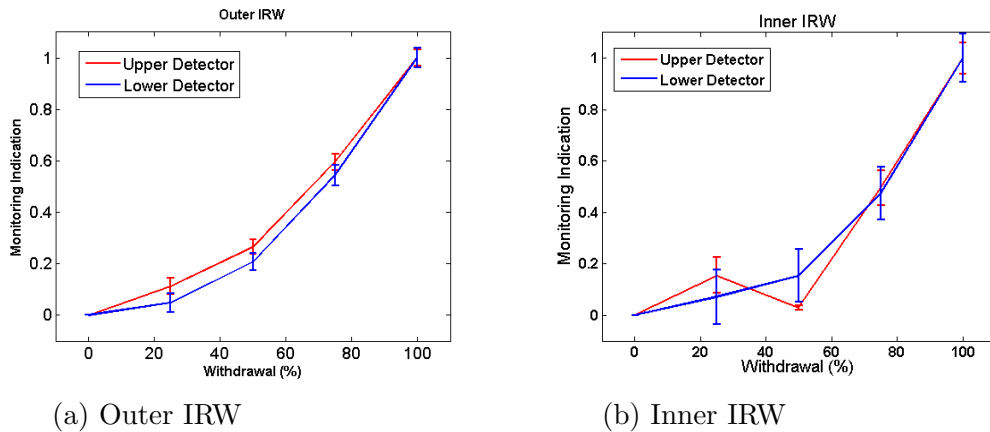 Outer IRW
Upper Detector
Lower Detector
Monitoring Indication
1
0.8
0.6
0.4
0.2
0
0 20 40 60 80 100
Withdrawal (%)
(a) Outer IRW
Inner IRW
Upper Detector
Lower Detector
Monitoring Indication
1
0.8
0.6
0.4
0.2
0
0 20 40 60 80 100
Withdrawal (%)
(b) Inner IRW